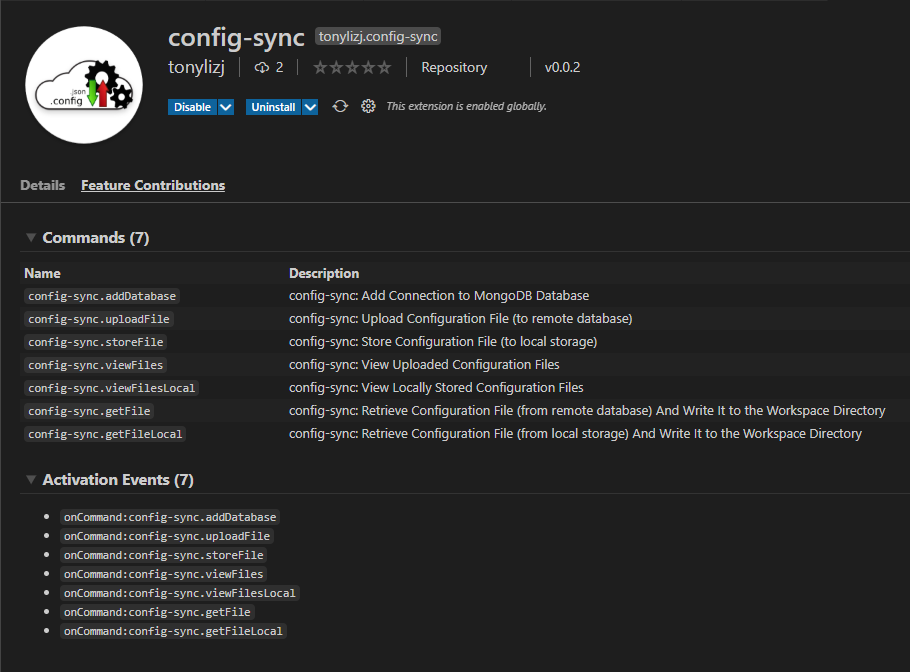 config-sync tonylizj.config-sync
tonylizj 2 Repository v0.0.2
Disable Uninstall This extension is enabled globally.
.json
.config
Details Feature Contributions
Commands (7)
Name Description
config-sync.addDatabase config-sync: Add Connection to MongoDB Database
config-sync.uploadFile config-sync: Upload Configuration File (to remote database)
config-sync.storeFile config-sync: Store Configuration File (to local storage)
config-sync.viewFiles config-sync: View Uploaded Configuration Files
config-sync.viewFilesLocal config-sync: View Locally Stored Configuration Files
config-sync.getFile config-sync: Retrieve Configuration File (from remote database) And Write It to the Workspace Directory
config-sync.getFileLocal config-sync: Retrieve Configuration File (from local storage) And Write It to the Workspace Directory
Activation Events (7)
onCommand:config-sync.addDatabase
onCommand:config-sync.uploadFile
onCommand:config-sync.storeFile
onCommand:config-sync.viewFiles
onCommand:config-sync.viewFilesLocal
onCommand:config-sync.getFile
onCommand:config-sync.getFileLocal